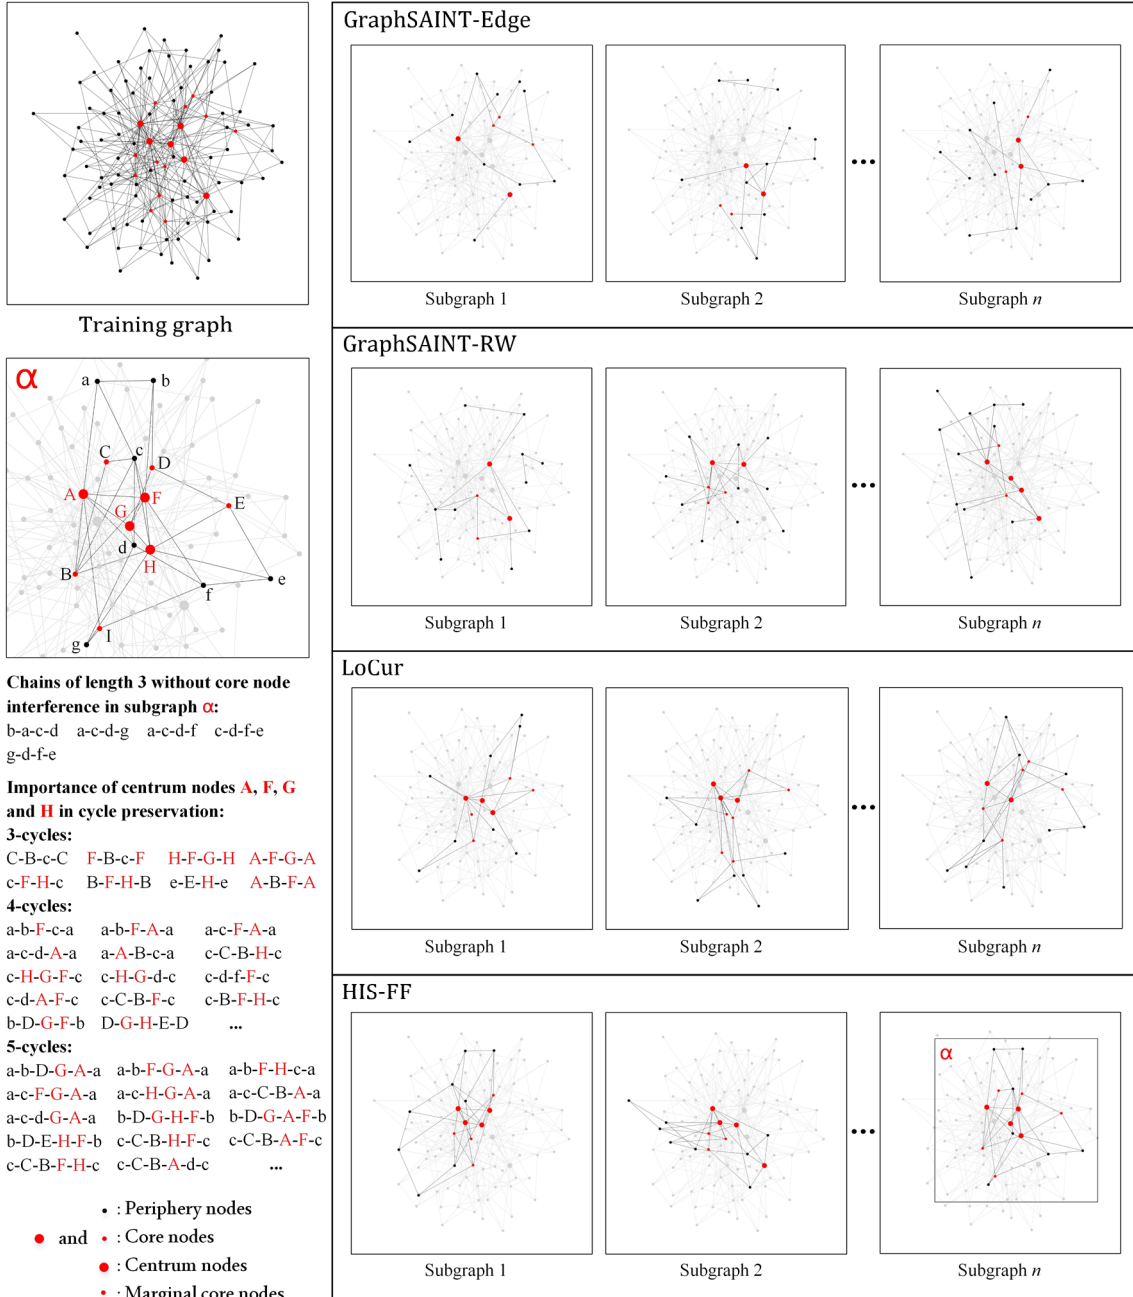 Training graph
α
a
b
C
c
D
A
F
E
G
d
H
B
f
e
I
g
Chains of length 3 without core node
interference in subgraph α:
b-a-c-d a-c-d-g a-c-d-f c-d-f-e
g-d-f-e
Importance of centrum nodes A, F, G
and H in cycle preservation:
3-cycles:
C-B-c-C F-B-c-F H-F-G-H A-F-G-A
c-F-H-c B-F-H-B e-E-H-e A-B-F-A
4-cycles:
a-b-F-c-a a-b-F-A-a a-c-F-A-a
a-c-d-A-a a-A-B-c-a c-C-B-H-c
c-H-G-F-c c-H-G-d-c c-d-f-F-c
c-d-A-F-c c-C-B-F-c c-B-F-H-c
b-D-G-F-b D-G-H-E-D ...
5-cycles:
a-b-D-G-A-a a-b-F-G-A-a a-b-F-H-c-a
a-c-F-G-A-a a-c-H-G-A-a a-c-C-B-A-a
a-c-d-G-A-a b-D-G-H-F-b b-D-G-A-F-b
b-D-E-H-F-b c-C-B-H-F-c c-C-B-A-F-c
c-C-B-F-H-c c-C-B-A-d-c ...
: Periphery nodes
and : Core nodes
: Centrum nodes
: Marginal core nodes
GraphSAINT-Edge
...
Subgraph 1 Subgraph 2 Subgraph n
GraphSAINT-RW
...
Subgraph 1 Subgraph 2 Subgraph n
LoCur
...
Subgraph 1 Subgraph 2 Subgraph n
HIS-FF
α
...
Subgraph 1 Subgraph 2 Subgraph n